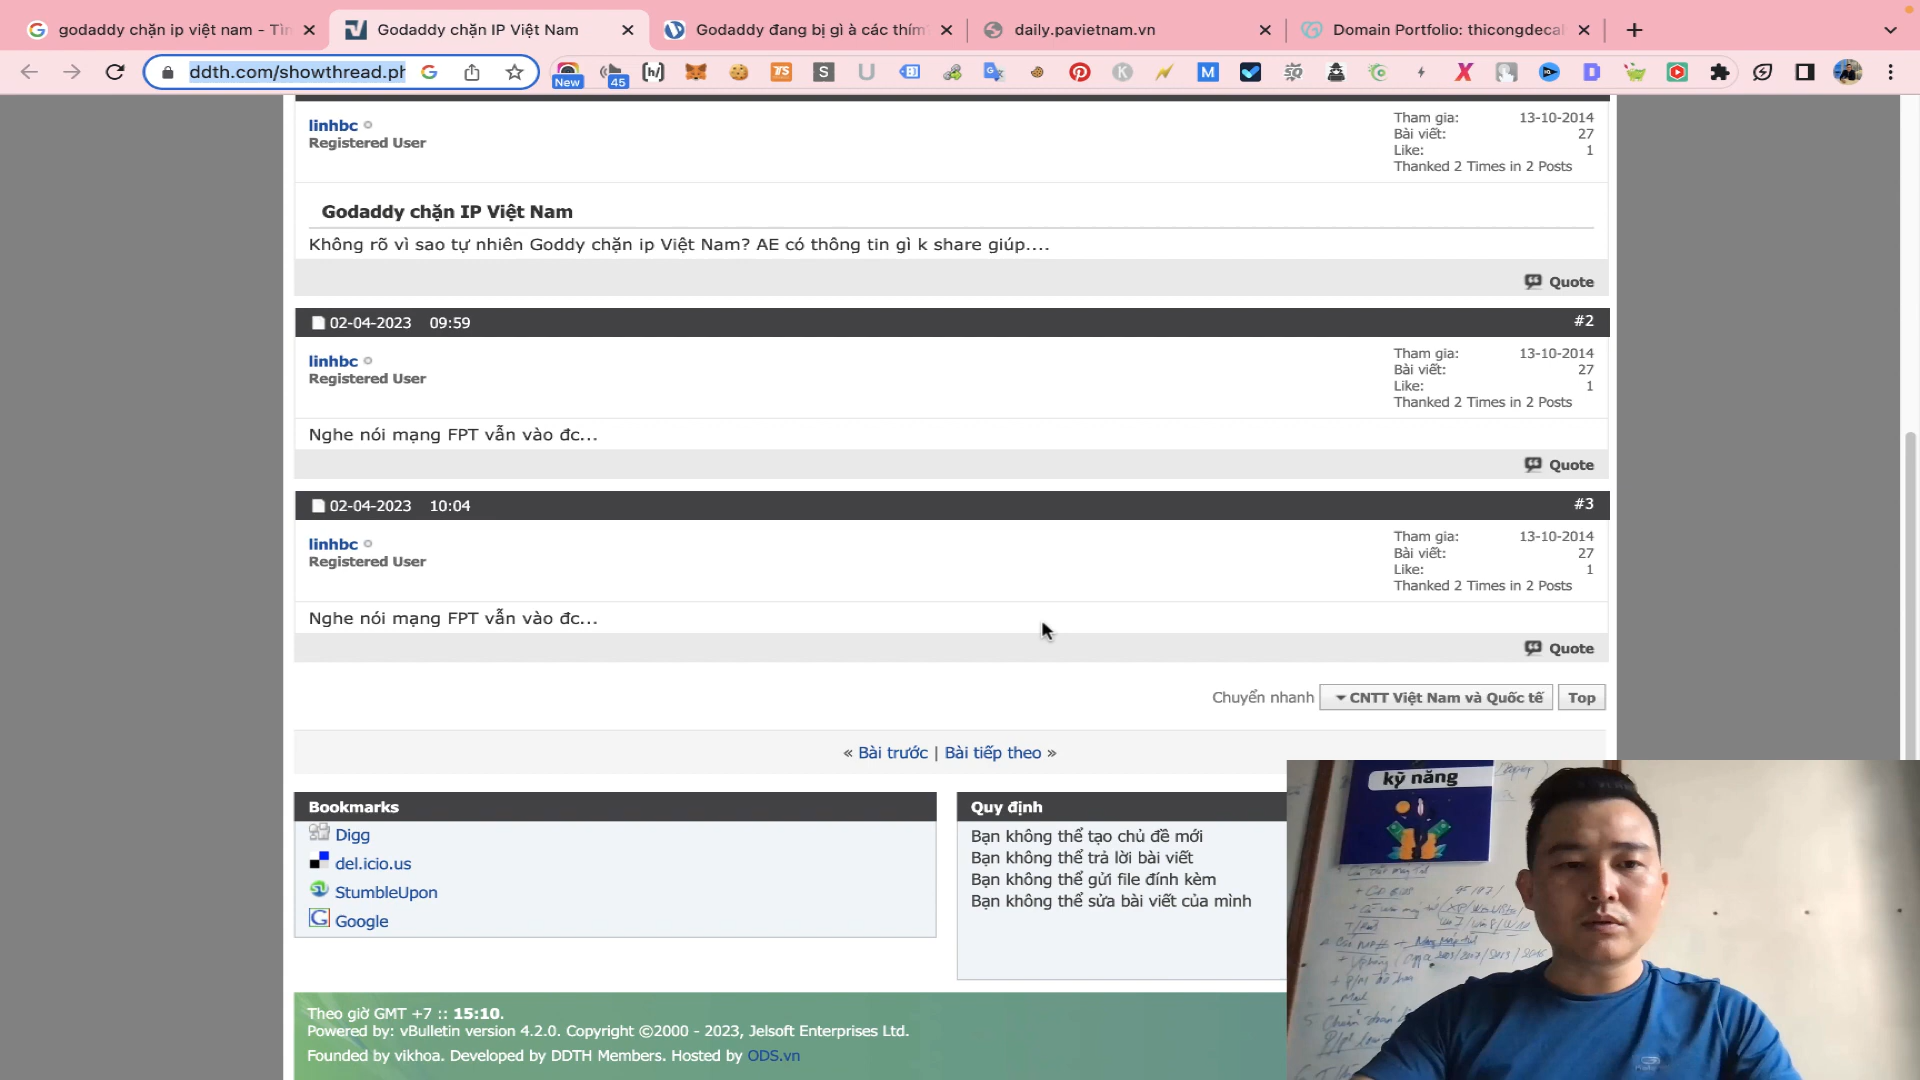 godaddy chặn ip việt nam - Tìn
Godaddy chặn IP Việt Nam
Godaddy đang bị gì à các thím
daily.pavietnam.vn
Domain Portfolio: thicongdecal
ddth.com/showthread.ph
New
45
linhbc
Registered User
Tham gia: 13-10-2014
Bài viết: 27
Like: 1
Thanked 2 Times in 2 Posts
Godaddy chặn IP Việt Nam
Không rõ vì sao tự nhiên Goddy chặn ip Việt Nam? AE có thông tin gì k share giúp....
Quote
02-04-2023 09:59 #2
linhbc
Registered User
Tham gia: 13-10-2014
Bài viết: 27
Like: 1
Thanked 2 Times in 2 Posts
Nghe nói mạng FPT vẫn vào đc...
Quote
02-04-2023 10:04 #3
linhbc
Registered User
Tham gia: 13-10-2014
Bài viết: 27
Like: 1
Thanked 2 Times in 2 Posts
Nghe nói mạng FPT vẫn vào đc...
Quote
Chuyển nhanh CNTT Việt Nam và Quốc tế Top
« Bài trước | Bài tiếp theo »
Bookmarks
Digg
del.icio.us
StumbleUpon
Google
Quy định
Bạn không thể tạo chủ đề mới
Bạn không thể trả lời bài viết
Bạn không thể gửi file đính kèm
Bạn không thể sửa bài viết của mình
kỹ năng
Theo giờ GMT +7 :: 15:10.
Powered by: vBulletin version 4.2.0. Copyright ©2000 - 2023, Jelsoft Enterprises Ltd.
Founded by vikhoa. Developed by DDTH Members. Hosted by ODS.vn